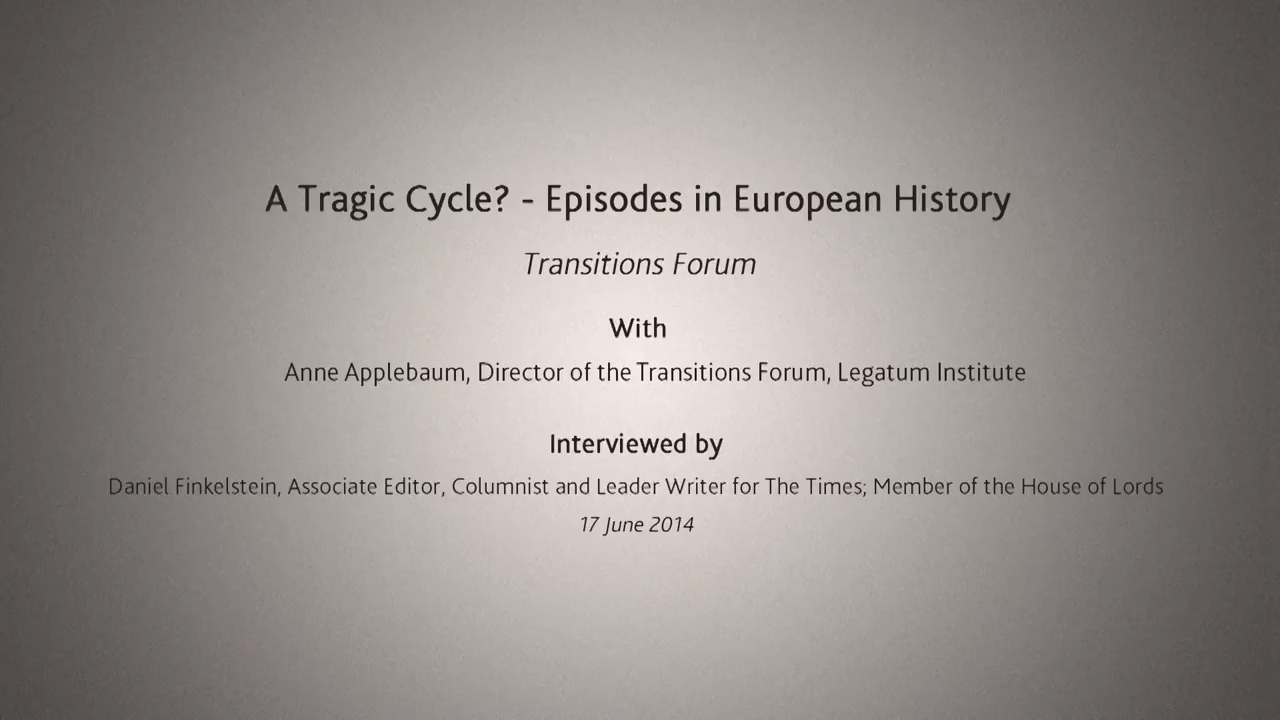 A Tragic Cycle? - Episodes in European History
Transitions Forum
With
Anne Applebaum, Director of the Transitions Forum, Legatum Institute
Interviewed by
Daniel Finkelstein, Associate Editor, Columnist and Leader Writer for The Times; Member of the House of Lords
17 June 2014